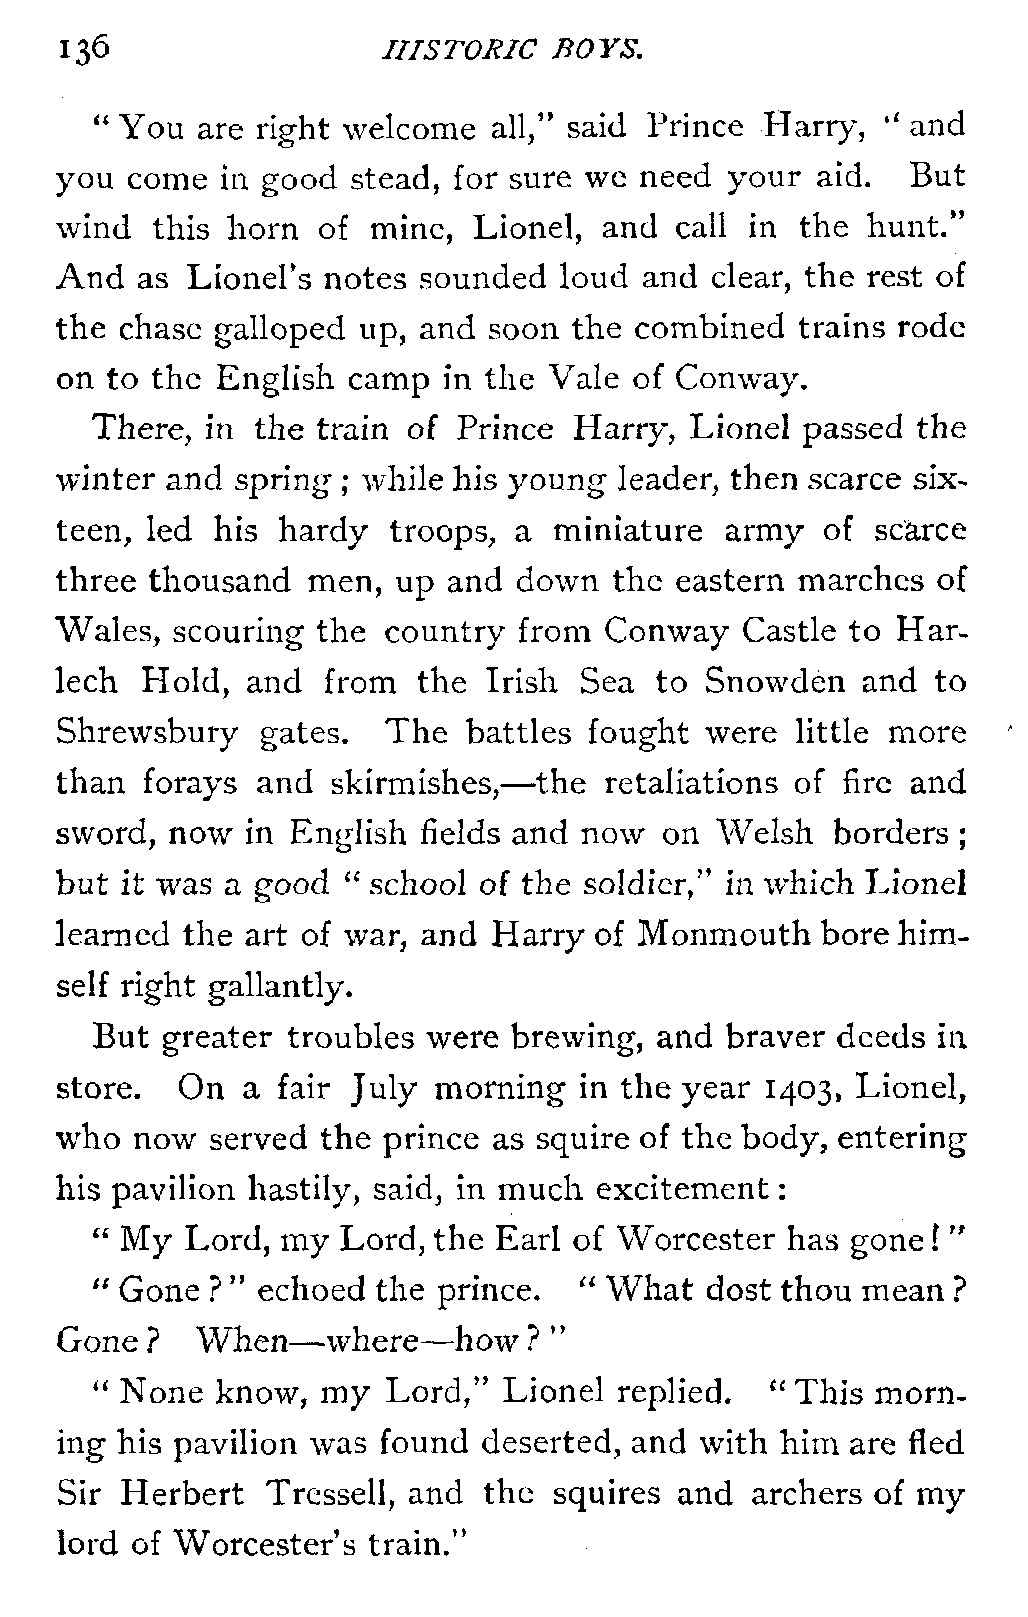 136 HISTORIC BOYS.
“ You are right welcome all,” said Prince Harry, “ and
you come in good stead, for sure we need your aid. But
wind this horn of mine, Lionel, and call in the hunt.”
And as Lionel’s notes sounded loud and clear, the rest of
the chase galloped up, and soon the combined trains rode
on to the English camp in the Vale of Conway.
There, in the train of Prince Harry, Lionel passed the
winter and spring ; while his young leader, then scarce six-
teen, led his hardy troops, a miniature army of scarce
three thousand men, up and down the eastern marches of
Wales, scouring the country from Conway Castle to Har-
lech Hold, and from the Irish Sea to Snowden and to
Shrewsbury gates. The battles fought were little more
than forays and skirmishes,—the retaliations of fire and
sword, now in English fields and now on Welsh borders ;
but it was a good “ school of the soldier,” in which Lionel
learned the art of war, and Harry of Monmouth bore him-
self right gallantly.
But greater troubles were brewing, and braver deeds in
store. On a fair July morning in the year 1403, Lionel,
who now served the prince as squire of the body, entering
his pavilion hastily, said, in much excitement :
“ My Lord, my Lord, the Earl of Worcester has gone ! ”
“ Gone ? ” echoed the prince. “ What dost thou mean ?
Gone ? When—where—how ? ”
“ None know, my Lord,” Lionel replied. “ This morn-
ing his pavilion was found deserted, and with him are fled
Sir Herbert Tressell, and the squires and archers of my
lord of Worcester’s train.”